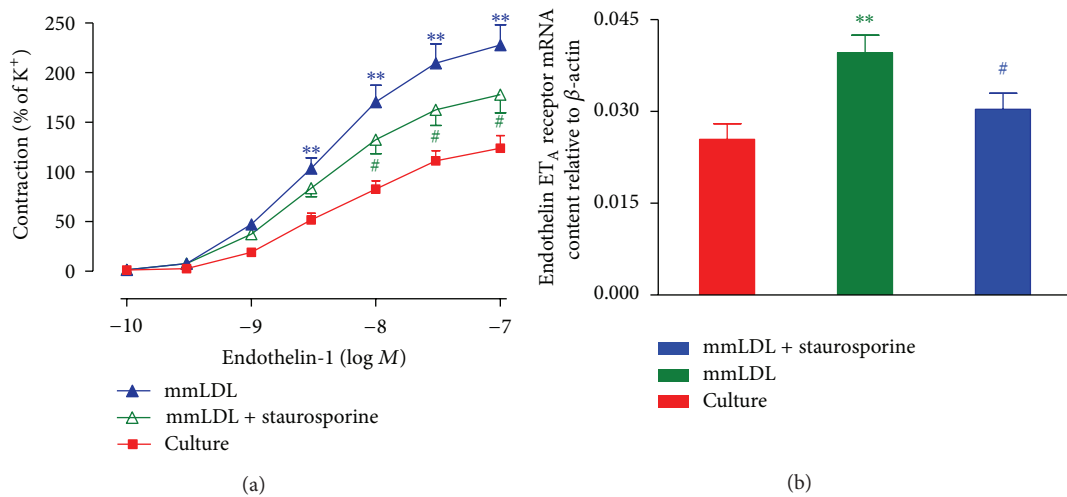 250
200
150
100
50
0
Contraction (% of K⁺)
**
**
**
**
**
#
#
#
−10
−9
−8
−7
Endothelin-1 (log M)
mmLDL
mmLDL + staurosporine
Culture
(a)
0.045
0.030
0.015
0.000
Endothelin ET_A receptor mRNA
content relative to β-actin
**
#
mmLDL + staurosporine
mmLDL
Culture
(b)